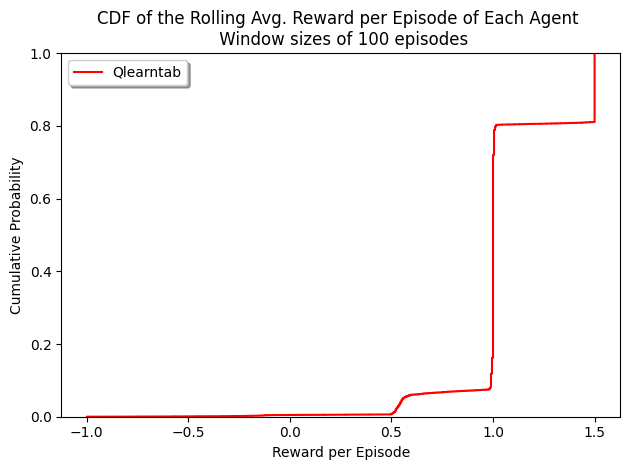 CDF of the Rolling Avg. Reward per Episode of Each Agent
Window sizes of 100 episodes
Qlearntab
Cumulative Probability
1.0
0.8
0.6
0.4
0.2
0.0
−1.0
−0.5
0.0
0.5
1.0
1.5
Reward per Episode